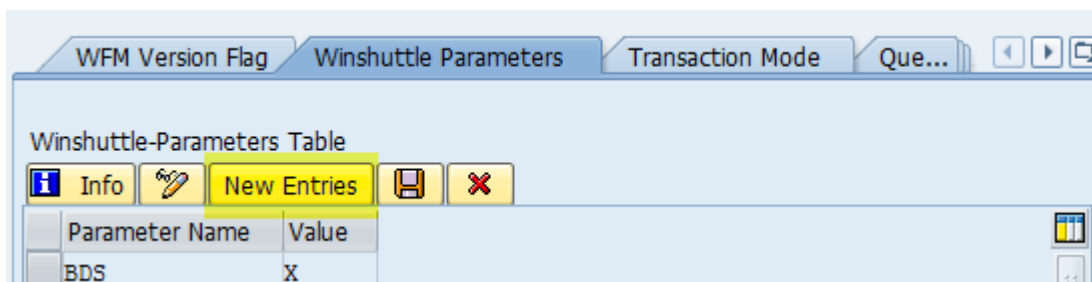 WFM Version Flag Winshuttle Parameters Transaction Mode Que...
Winshuttle-Parameters Table
Info New Entries
Parameter Name Value
BDS X